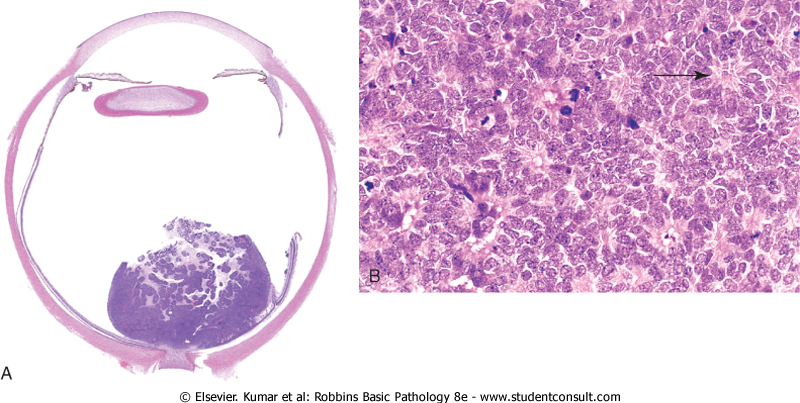 B
A
© Elsevier. Kumar et al: Robbins Basic Pathology 8e - www.studentconsult.com